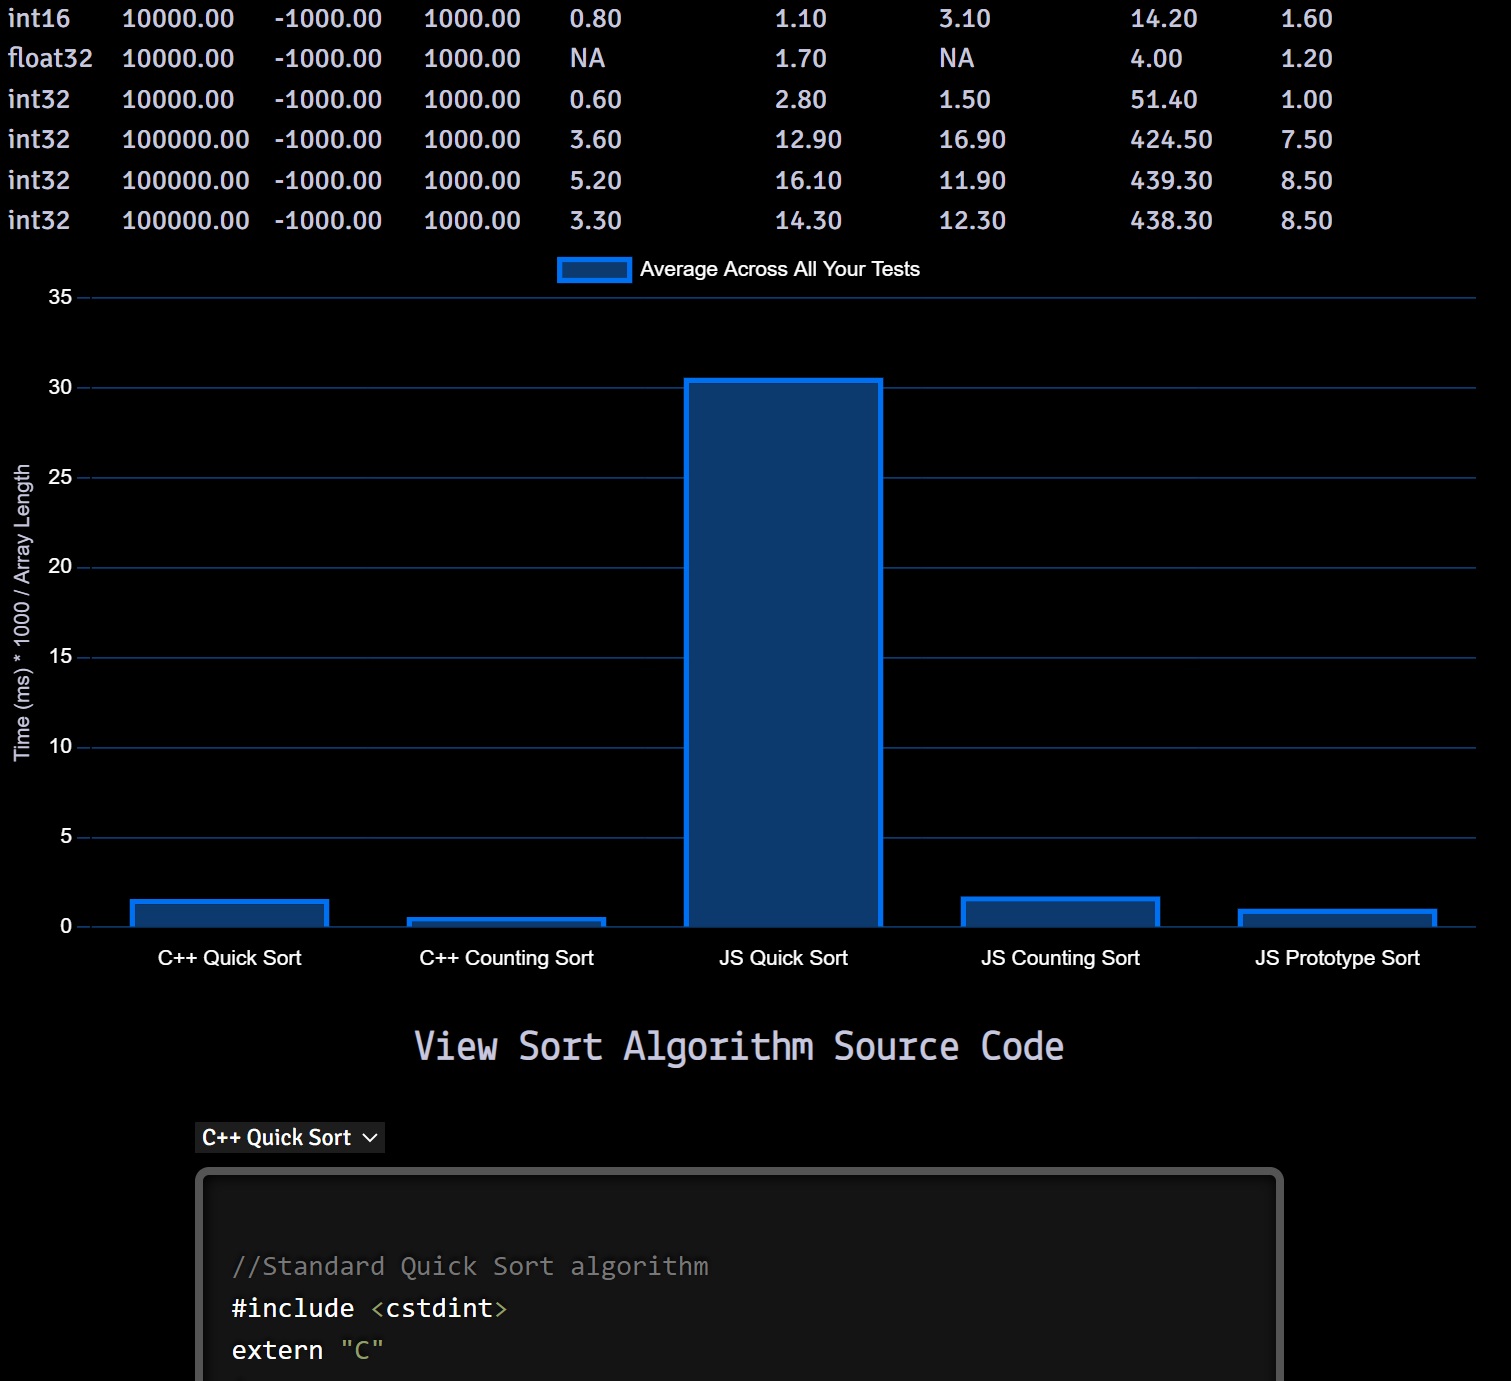 int16 10000.00 -1000.00 1000.00 0.80 1.10 3.10 14.20 1.60
float32 10000.00 -1000.00 1000.00 NA 1.70 NA 4.00 1.20
int32 10000.00 -1000.00 1000.00 0.60 2.80 1.50 51.40 1.00
int32 100000.00 -1000.00 1000.00 3.60 12.90 16.90 424.50 7.50
int32 100000.00 -1000.00 1000.00 5.20 16.10 11.90 439.30 8.50
int32 100000.00 -1000.00 1000.00 3.30 14.30 12.30 438.30 8.50
Average Across All Your Tests
Time (ms) * 1000 / Array Length
35
30
25
20
15
10
5
0
C++ Quick Sort C++ Counting Sort JS Quick Sort JS Counting Sort JS Prototype Sort
View Sort Algorithm Source Code
C++ Quick Sort
//Standard Quick Sort algorithm
#include <cstdint>
extern "C"